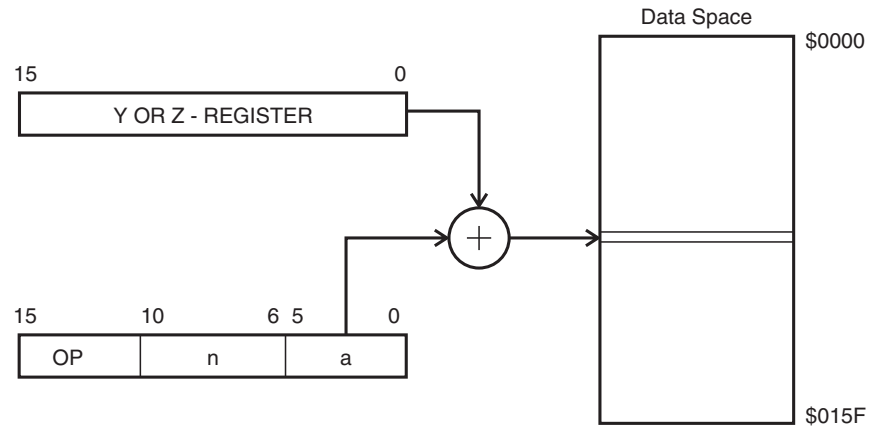 Data Space
$0000
15 0
Y OR Z - REGISTER
+
15 10 6 5 0
OP n a
$015F